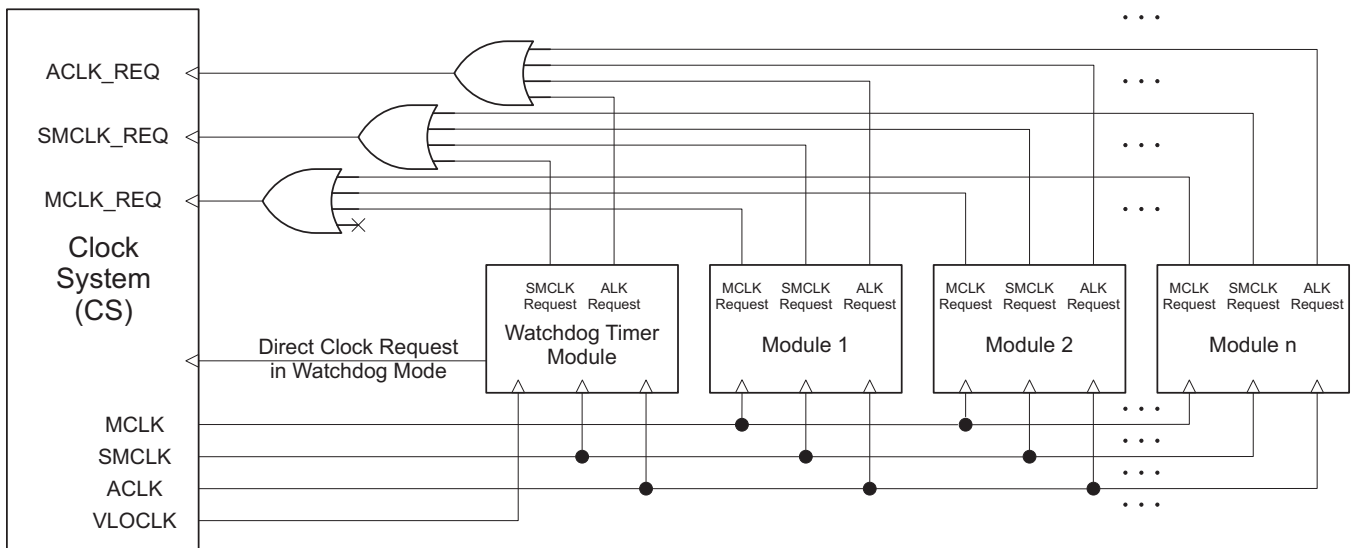 ACLK_REQ
SMCLK_REQ
MCLK_REQ
Clock
System
(CS)
SMCLK
Request
ALK
Request
Watchdog Timer
Module
MCLK
Request
SMCLK
Request
ALK
Request
Module 1
MCLK
Request
SMCLK
Request
ALK
Request
Module 2
MCLK
Request
SMCLK
Request
ALK
Request
Module n
Direct Clock Request
in Watchdog Mode
MCLK
SMCLK
ACLK
VLOCLK